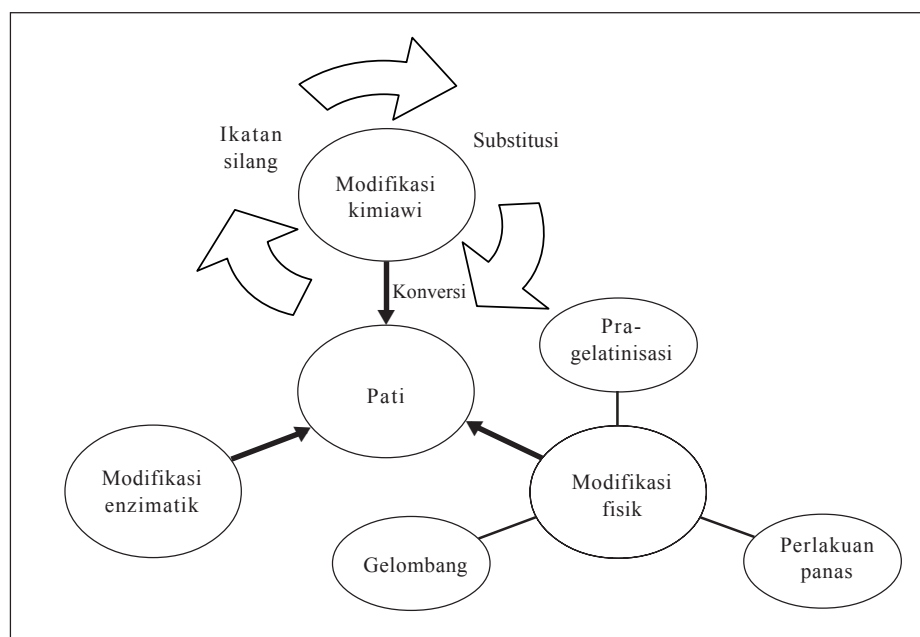 Ikatan
silang
Substitusi
Modifikasi
kimiawi
Konversi
Pra-
gelatinisasi
Pati
Modifikasi
enzimatik
Modifikasi
fisik
Gelombang
Perlakuan
panas